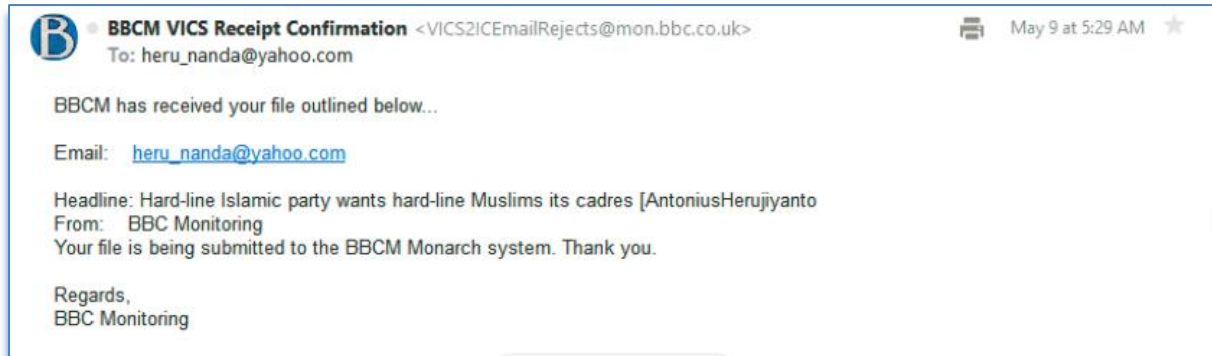 B
BBCM VICS Receipt Confirmation <VICS2ICEmailRejects@mon.bbc.co.uk> May 9 at 5:29 AM
To: heru_nanda@yahoo.com
BBCM has received your file outlined below...
Email: heru_nanda@yahoo.com
Headline: Hard-line Islamic party wants hard-line Muslims its cadres [AntoniusHerujiyanto
From: BBC Monitoring
Your file is being submitted to the BBCM Monarch system. Thank you.
Regards,
BBC Monitoring